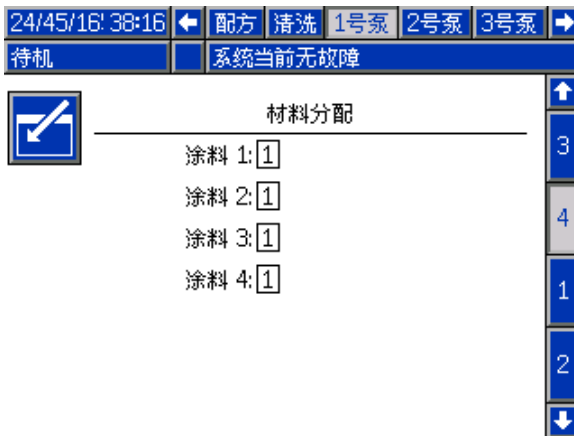 24/45/16 38:16 配方 清洗 1号泵 2号泵 3号泵
待机 系统当前无故障
材料分配
涂料 1: 1
涂料 2: 1
涂料 3: 1
涂料 4: 1
3
4
1
2